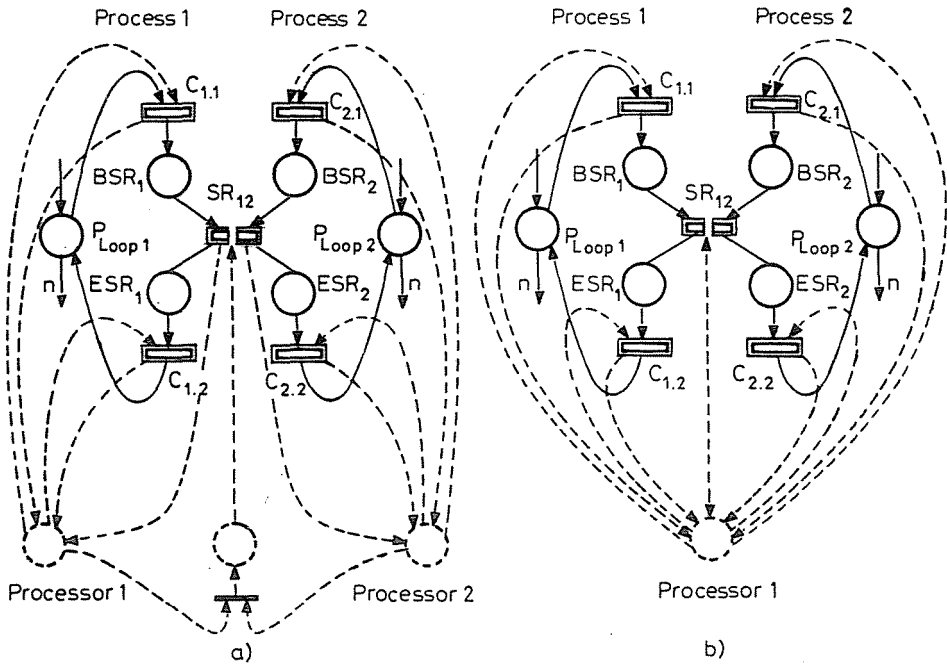 Process 1
Process 2
C1.1
C2.1
BSR1
BSR2
SR12
PLoop 1
PLoop 2
n
n
ESR1
ESR2
C1.2
C2.2
Processor 1
Processor 2
a)
Process 1
Process 2
C1.1
C2.1
BSR1
BSR2
SR12
PLoop1
PLoop 2
n
n
ESR1
ESR2
C1.2
C2.2
Processor 1
b)